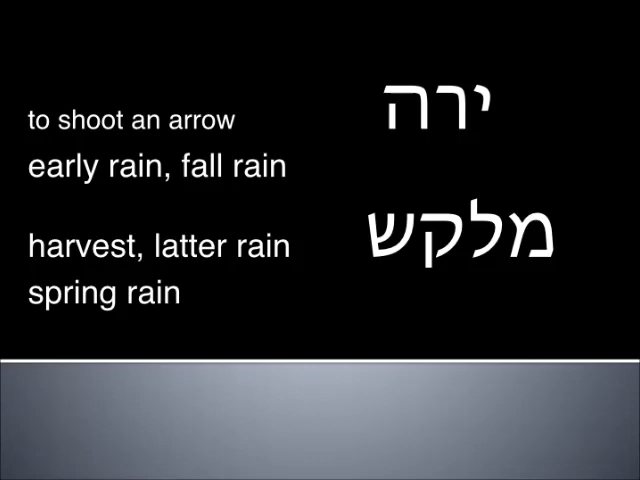 to shoot an arrow
ירה
early rain, fall rain
harvest, latter rain
מלקש
spring rain